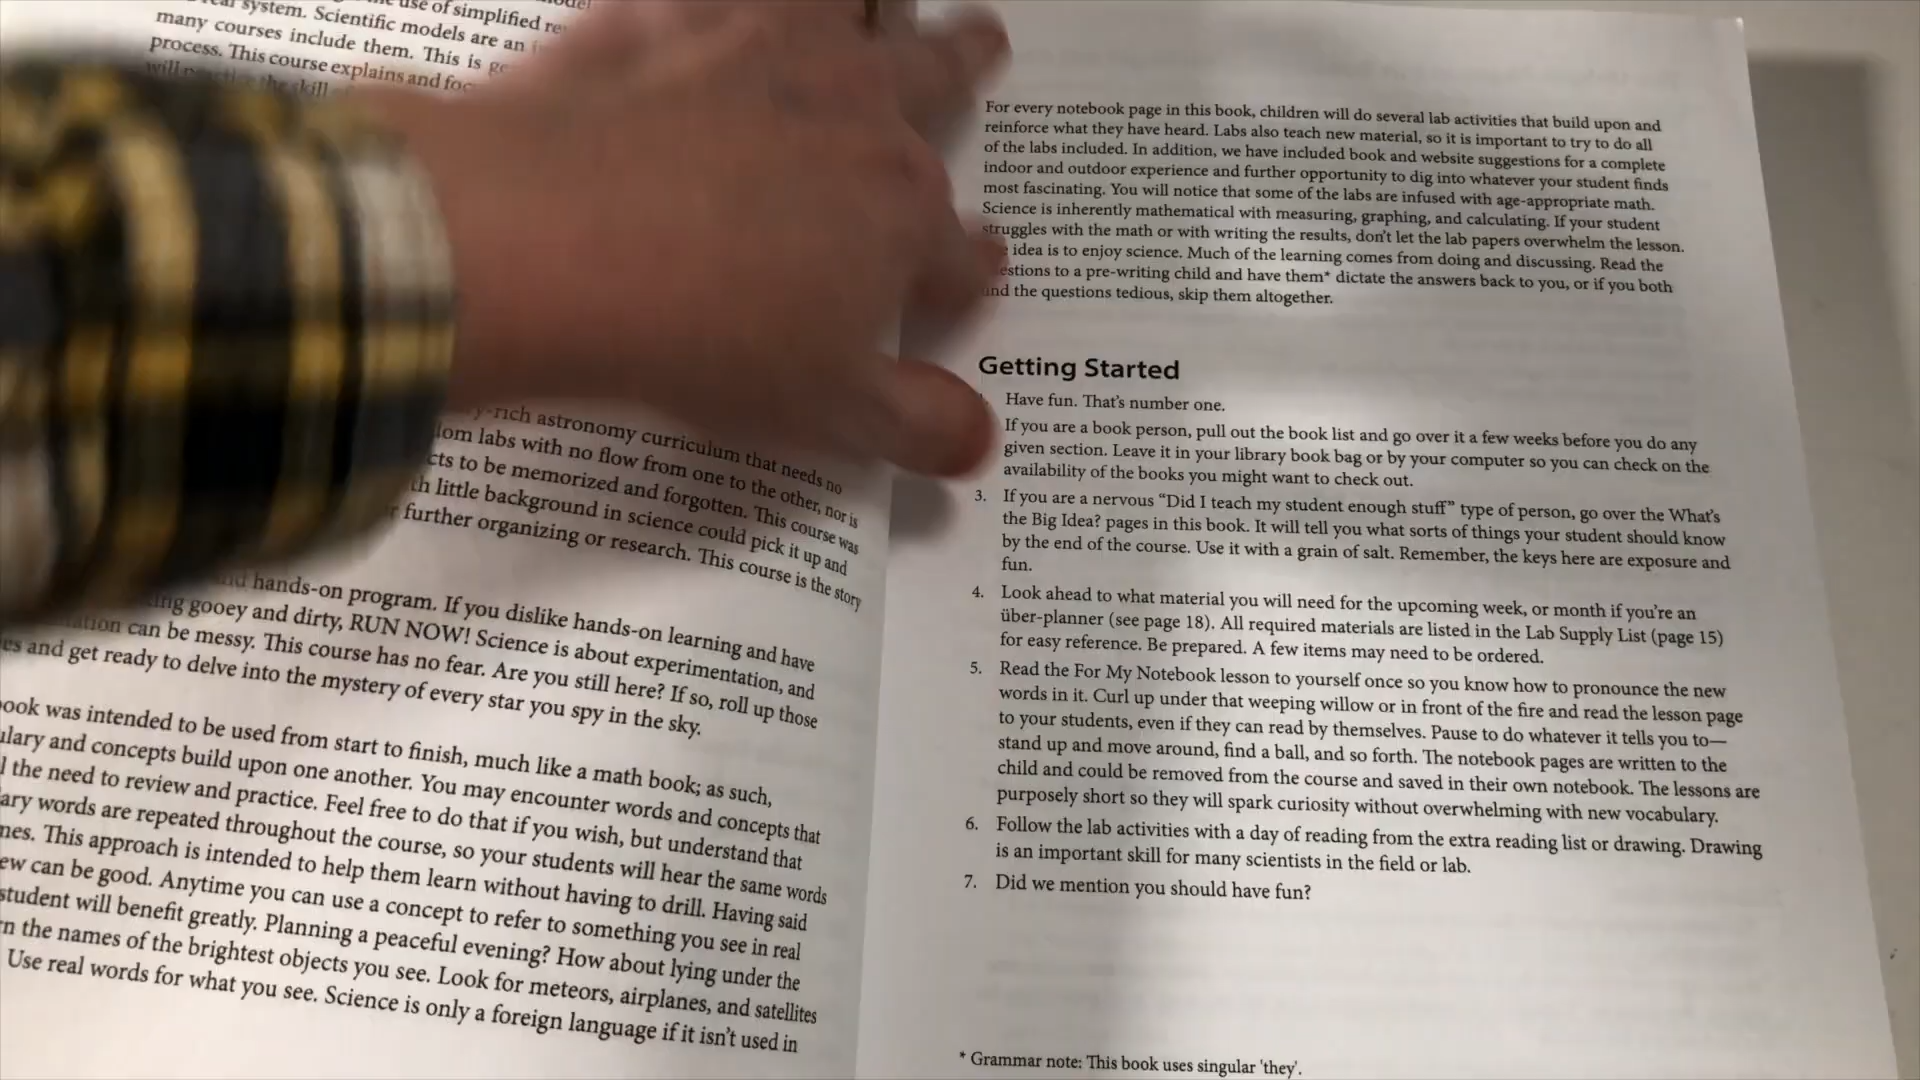 use of simplified
system. Scientific models are an
many courses include them. This is
process. This course explains and
the skill
astronomy curriculum that needs no
labs with no flow from one to the other, nor is
to be memorized and forgotten. This course was
little background in science could pick it up and
further organizing or research. This course is the story
hands-on program. If you dislike hands-on learning and have
gooey and dirty, RUN NOW! Science is about experimentation, and
can be messy. This course has no fear. Are you still here? If so, roll up those
and get ready to delve into the mystery of every star you spy in the sky.
was intended to be used from start to finish, much like a math book; as such,
and concepts build upon one another. You may encounter words and concepts that
the need to review and practice. Feel free to do that if you wish, but understand that
words are repeated throughout the course, so your students will hear the same words
This approach is intended to help them learn without having to drill. Having said
can be good. Anytime you can use a concept to refer to something you see in real
student will benefit greatly. Planning a peaceful evening? How about lying under the
the names of the brightest objects you see. Look for meteors, airplanes, and satellites
Use real words for what you see. Science is only a foreign language if it isn't used in
For every notebook page in this book, children will do several lab activities that build upon and
reinforce what they have heard. Labs also teach new material, so it is important to try to do all
of the labs included. In addition, we have included book and website suggestions for a complete
indoor and outdoor experience and further opportunity to dig into whatever your student finds
most fascinating. You will notice that some of the labs are infused with age-appropriate math.
Science is inherently mathematical with measuring, graphing, and calculating. If your student
struggles with the math or with writing the results, don't let the lab papers overwhelm the lesson.
idea is to enjoy science. Much of the learning comes from doing and discussing. Read the
to a pre-writing child and have them* dictate the answers back to you, or if you both
the questions tedious, skip them altogether.
Getting Started
Have fun. That's number one.
If you are a book person, pull out the book list and go over it a few weeks before you do any
given section. Leave it in your library book bag or by your computer so you can check on the
availability of the books you might want to check out.
3. If you are a nervous “Did I teach my student enough stuff” type of person, go over the What's
the Big Idea? pages in this book. It will tell you what sorts of things your student should know
by the end of the course. Use it with a grain of salt. Remember, the keys here are exposure and
fun.
4. Look ahead to what material you will need for the upcoming week, or month if you're an
über-planner (see page 18). All required materials are listed in the Lab Supply List (page 15)
for easy reference. Be prepared. A few items may need to be ordered.
5. Read the For My Notebook lesson to yourself once so you know how to pronounce the new
words in it. Curl up under that weeping willow or in front of the fire and read the lesson page
to your students, even if they can read by themselves. Pause to do whatever it tells you to—
stand up and move around, find a ball, and so forth. The notebook pages are written to the
child and could be removed from the course and saved in their own notebook. The lessons are
purposely short so they will spark curiosity without overwhelming with new vocabulary.
6. Follow the lab activities with a day of reading from the extra reading list or drawing. Drawing
is an important skill for many scientists in the field or lab.
7. Did we mention you should have fun?
* Grammar note: This book uses singular 'they'.